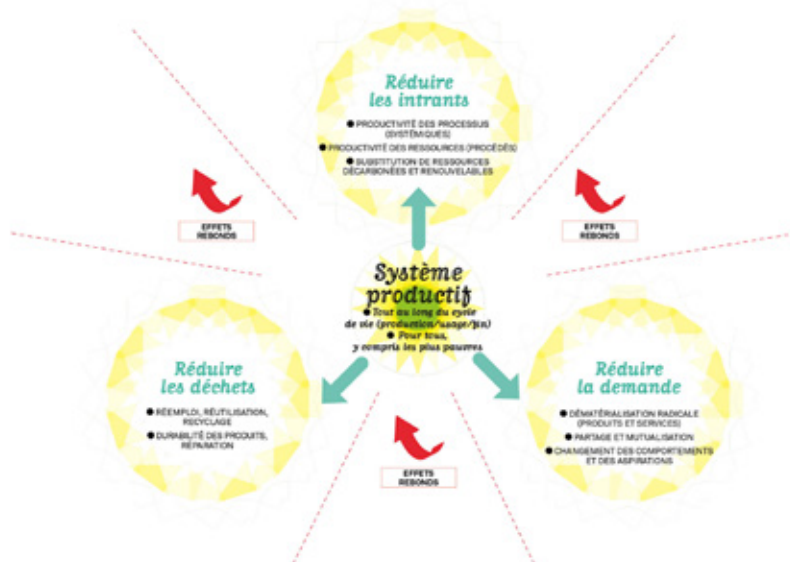 Réduire
les intrants
● PRODUCTIVITÉ DES PROCESSUS
(SYSTÉMIQUES)
● PRODUCTIVITÉ DES RESSOURCES (PROCÉDÉS)
● SUBSTITUTION DE RESSOURCES
DÉCARBONÉES ET RENOUVELABLES
EFFETS
REBONDS
EFFETS
REBONDS
Système
productif
● Tout au long du cycle
de vie (production/usage/fin)
● Pour tous,
y compris les plus pauvres
Réduire
les déchets
● RÉEMPLOI, RÉUTILISATION,
RECYCLAGE
● DURABILITÉ DES PRODUITS,
RÉPARATION
Réduire
la demande
● DÉMATÉRIALISATION RADICALE
(PRODUITS ET SERVICES)
● PARTAGE ET MUTUALISATION
● CHANGEMENT DES COMPORTEMENTS
ET DES ASPIRATIONS
EFFETS
REBONDS